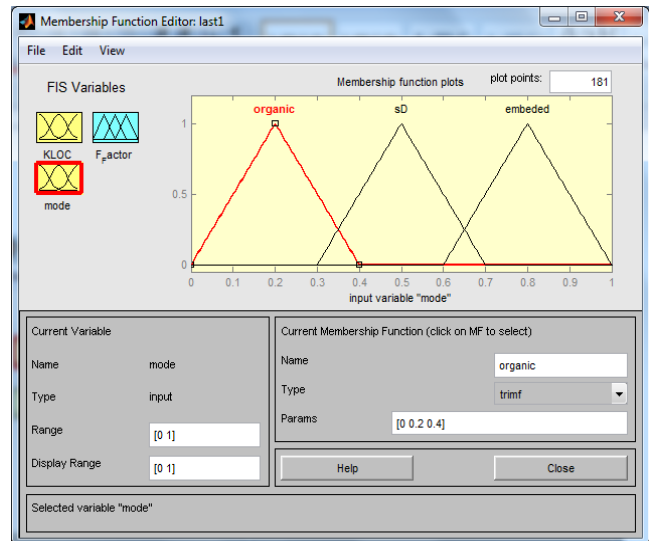 Membership Function Editor: last1
File Edit View
FIS Variables
Membership function plots
plot points: 181
organic sD embeded
1
0.5
0
0 0.1 0.2 0.3 0.4 0.5 0.6 0.7 0.8 0.9 1
input variable "mode"
KLOC F_Factor
mode
Current Variable
Name mode
Type input
Range [0 1]
Display Range [0 1]
Current Membership Function (click on MF to select)
Name organic
Type trimf
Params [0 0.2 0.4]
Help Close
Selected variable "mode"